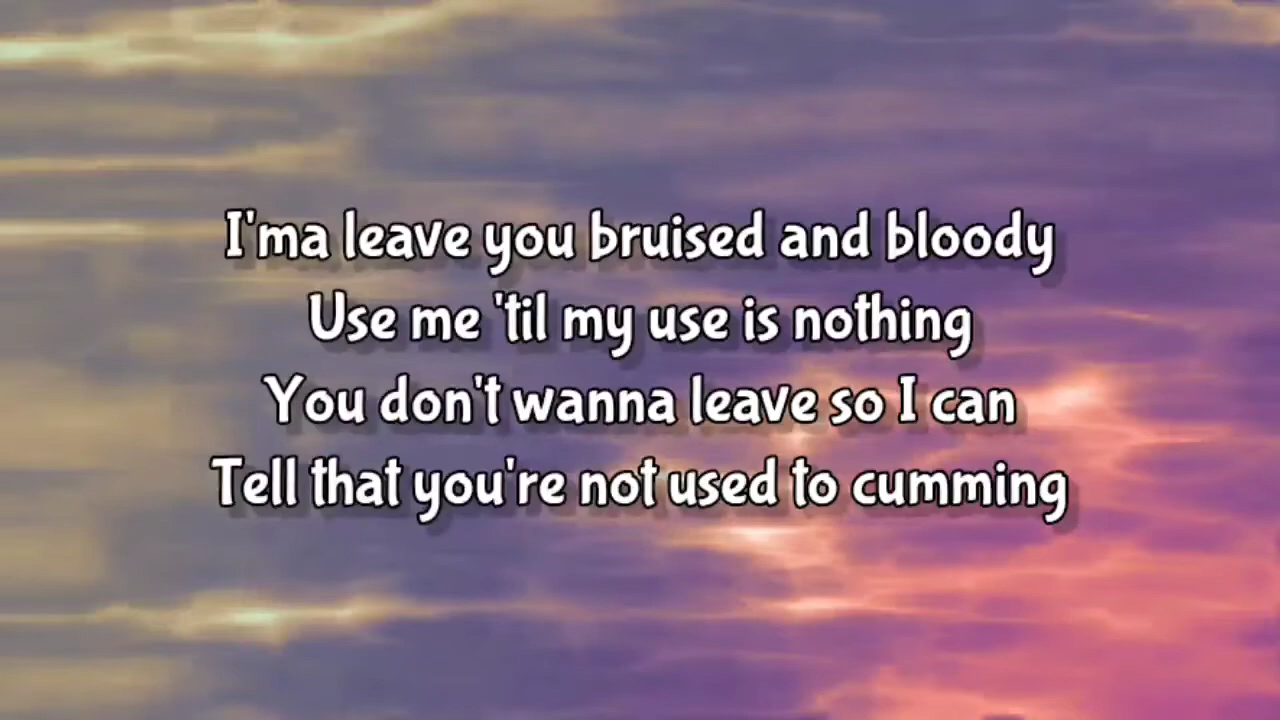 I'ma leave you bruised and bloody
Use me 'til my use is nothing
You don't wanna leave so I can
Tell that you're not used to cumming